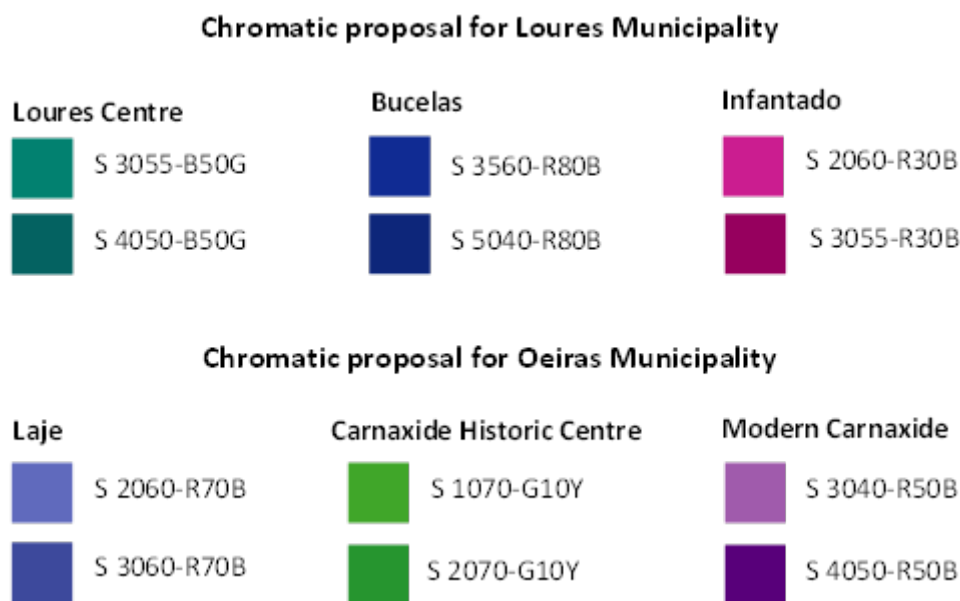 Chromatic proposal for Loures Municipality
Loures Centre
S 3055-B50G
S 4050-B50G
Bucelas
S 3560-R80B
S 5040-R80B
Infantado
S 2060-R30B
S 3055-R30B
Chromatic proposal for Oeiras Municipality
Laje
S 2060-R70B
S 3060-R70B
Carnaxide Historic Centre
S 1070-G10Y
S 2070-G10Y
Modern Carnaxide
S 3040-R50B
S 4050-R50B